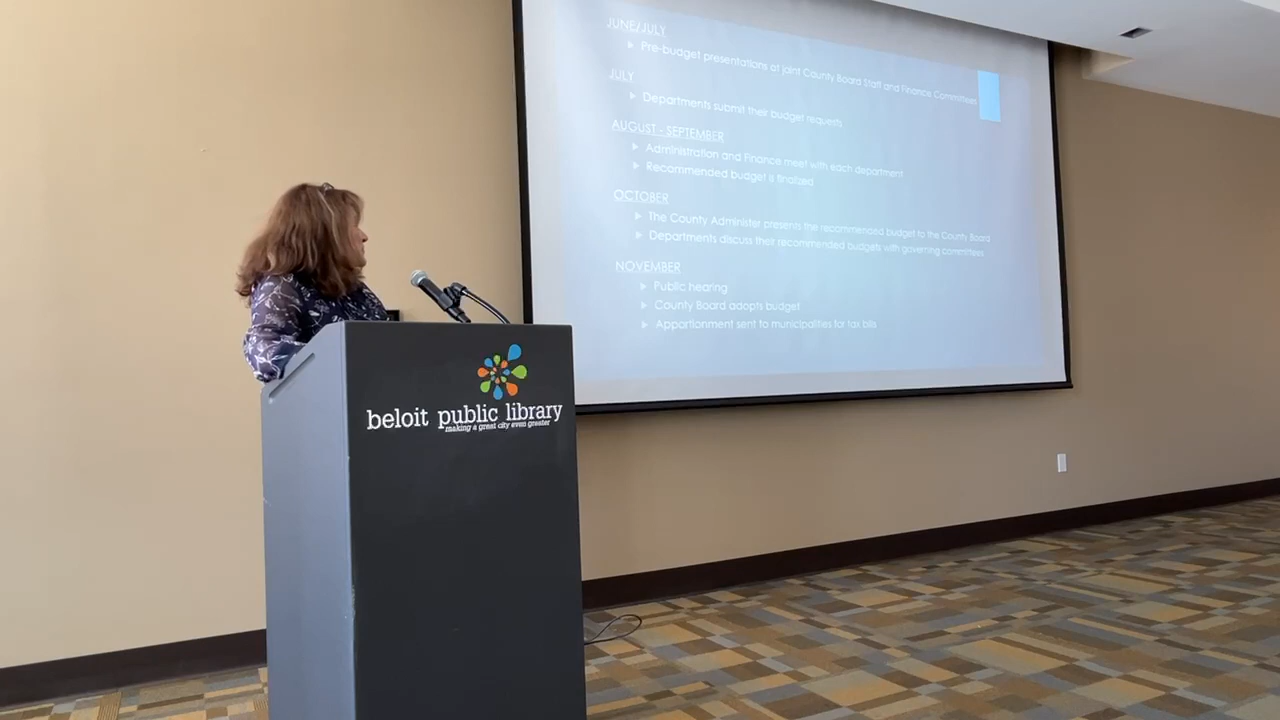 JUNE/JULY
Pre-budget presentations at joint County Board Staff and Finance Committees
JULY
Departments submit their budget requests
AUGUST - SEPTEMBER
Administration and Finance meet with each department
Recommended budget is finalized
OCTOBER
The County Administer presents the recommended budget to the County Board
Departments discuss their recommended budgets with governing committees
NOVEMBER
Public hearing
County Board adopts budget
Apportionment sent to municipalities for tax bills
beloit public library
making a great city even greater